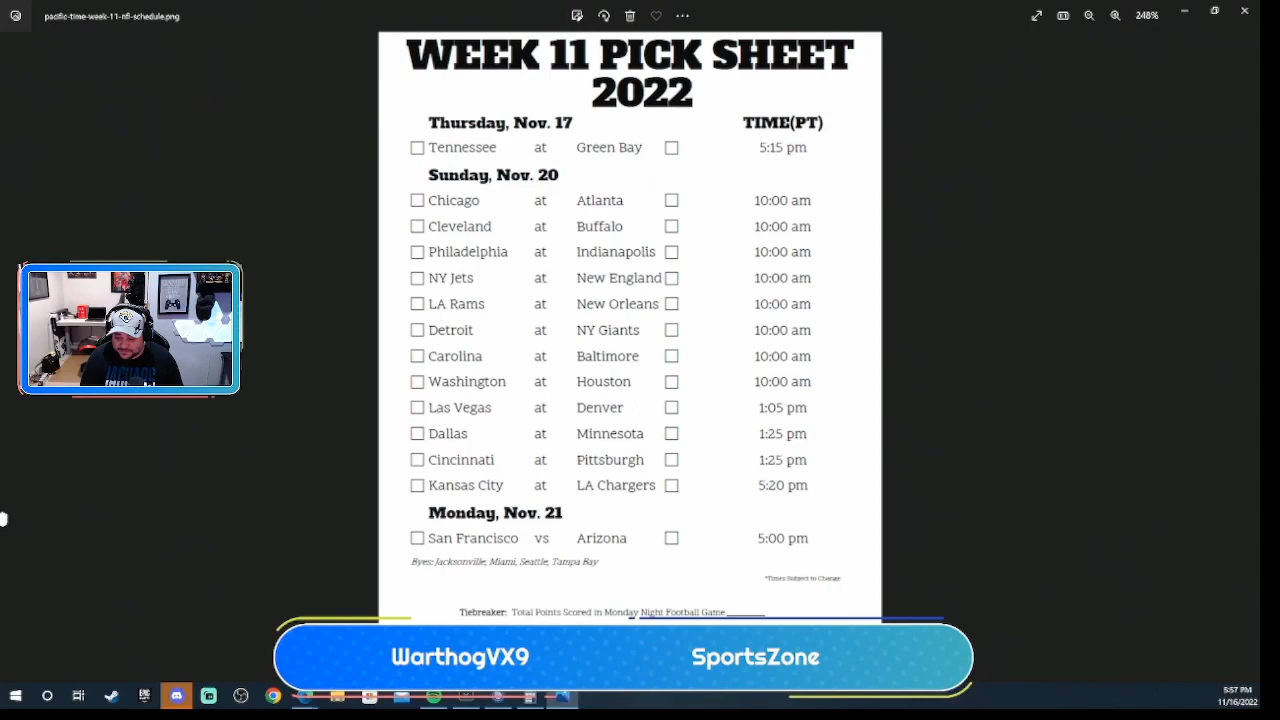 pacific-time-week-11-nfl-schedule.png
248%
WEEK 11 PICK SHEET
2022
Thursday, Nov. 17 TIME(PT)
Tennessee at Green Bay 5:15 pm
Sunday, Nov. 20
Chicago at Atlanta 10:00 am
Cleveland at Buffalo 10:00 am
Philadelphia at Indianapolis 10:00 am
NY Jets at New England 10:00 am
LA Rams at New Orleans 10:00 am
Detroit at NY Giants 10:00 am
Carolina at Baltimore 10:00 am
Washington at Houston 10:00 am
Las Vegas at Denver 1:05 pm
Dallas at Minnesota 1:25 pm
Cincinnati at Pittsburgh 1:25 pm
Kansas City at LA Chargers 5:20 pm
Monday, Nov. 21
San Francisco vs Arizona 5:00 pm
Byes: Jacksonville, Miami, Seattle, Tampa Bay
*Times Subject to Change
Tiebreaker: Total Points Scored in Monday Night Football Game
WarthogVX9 SportsZone
5:57 PM
11/16/2022